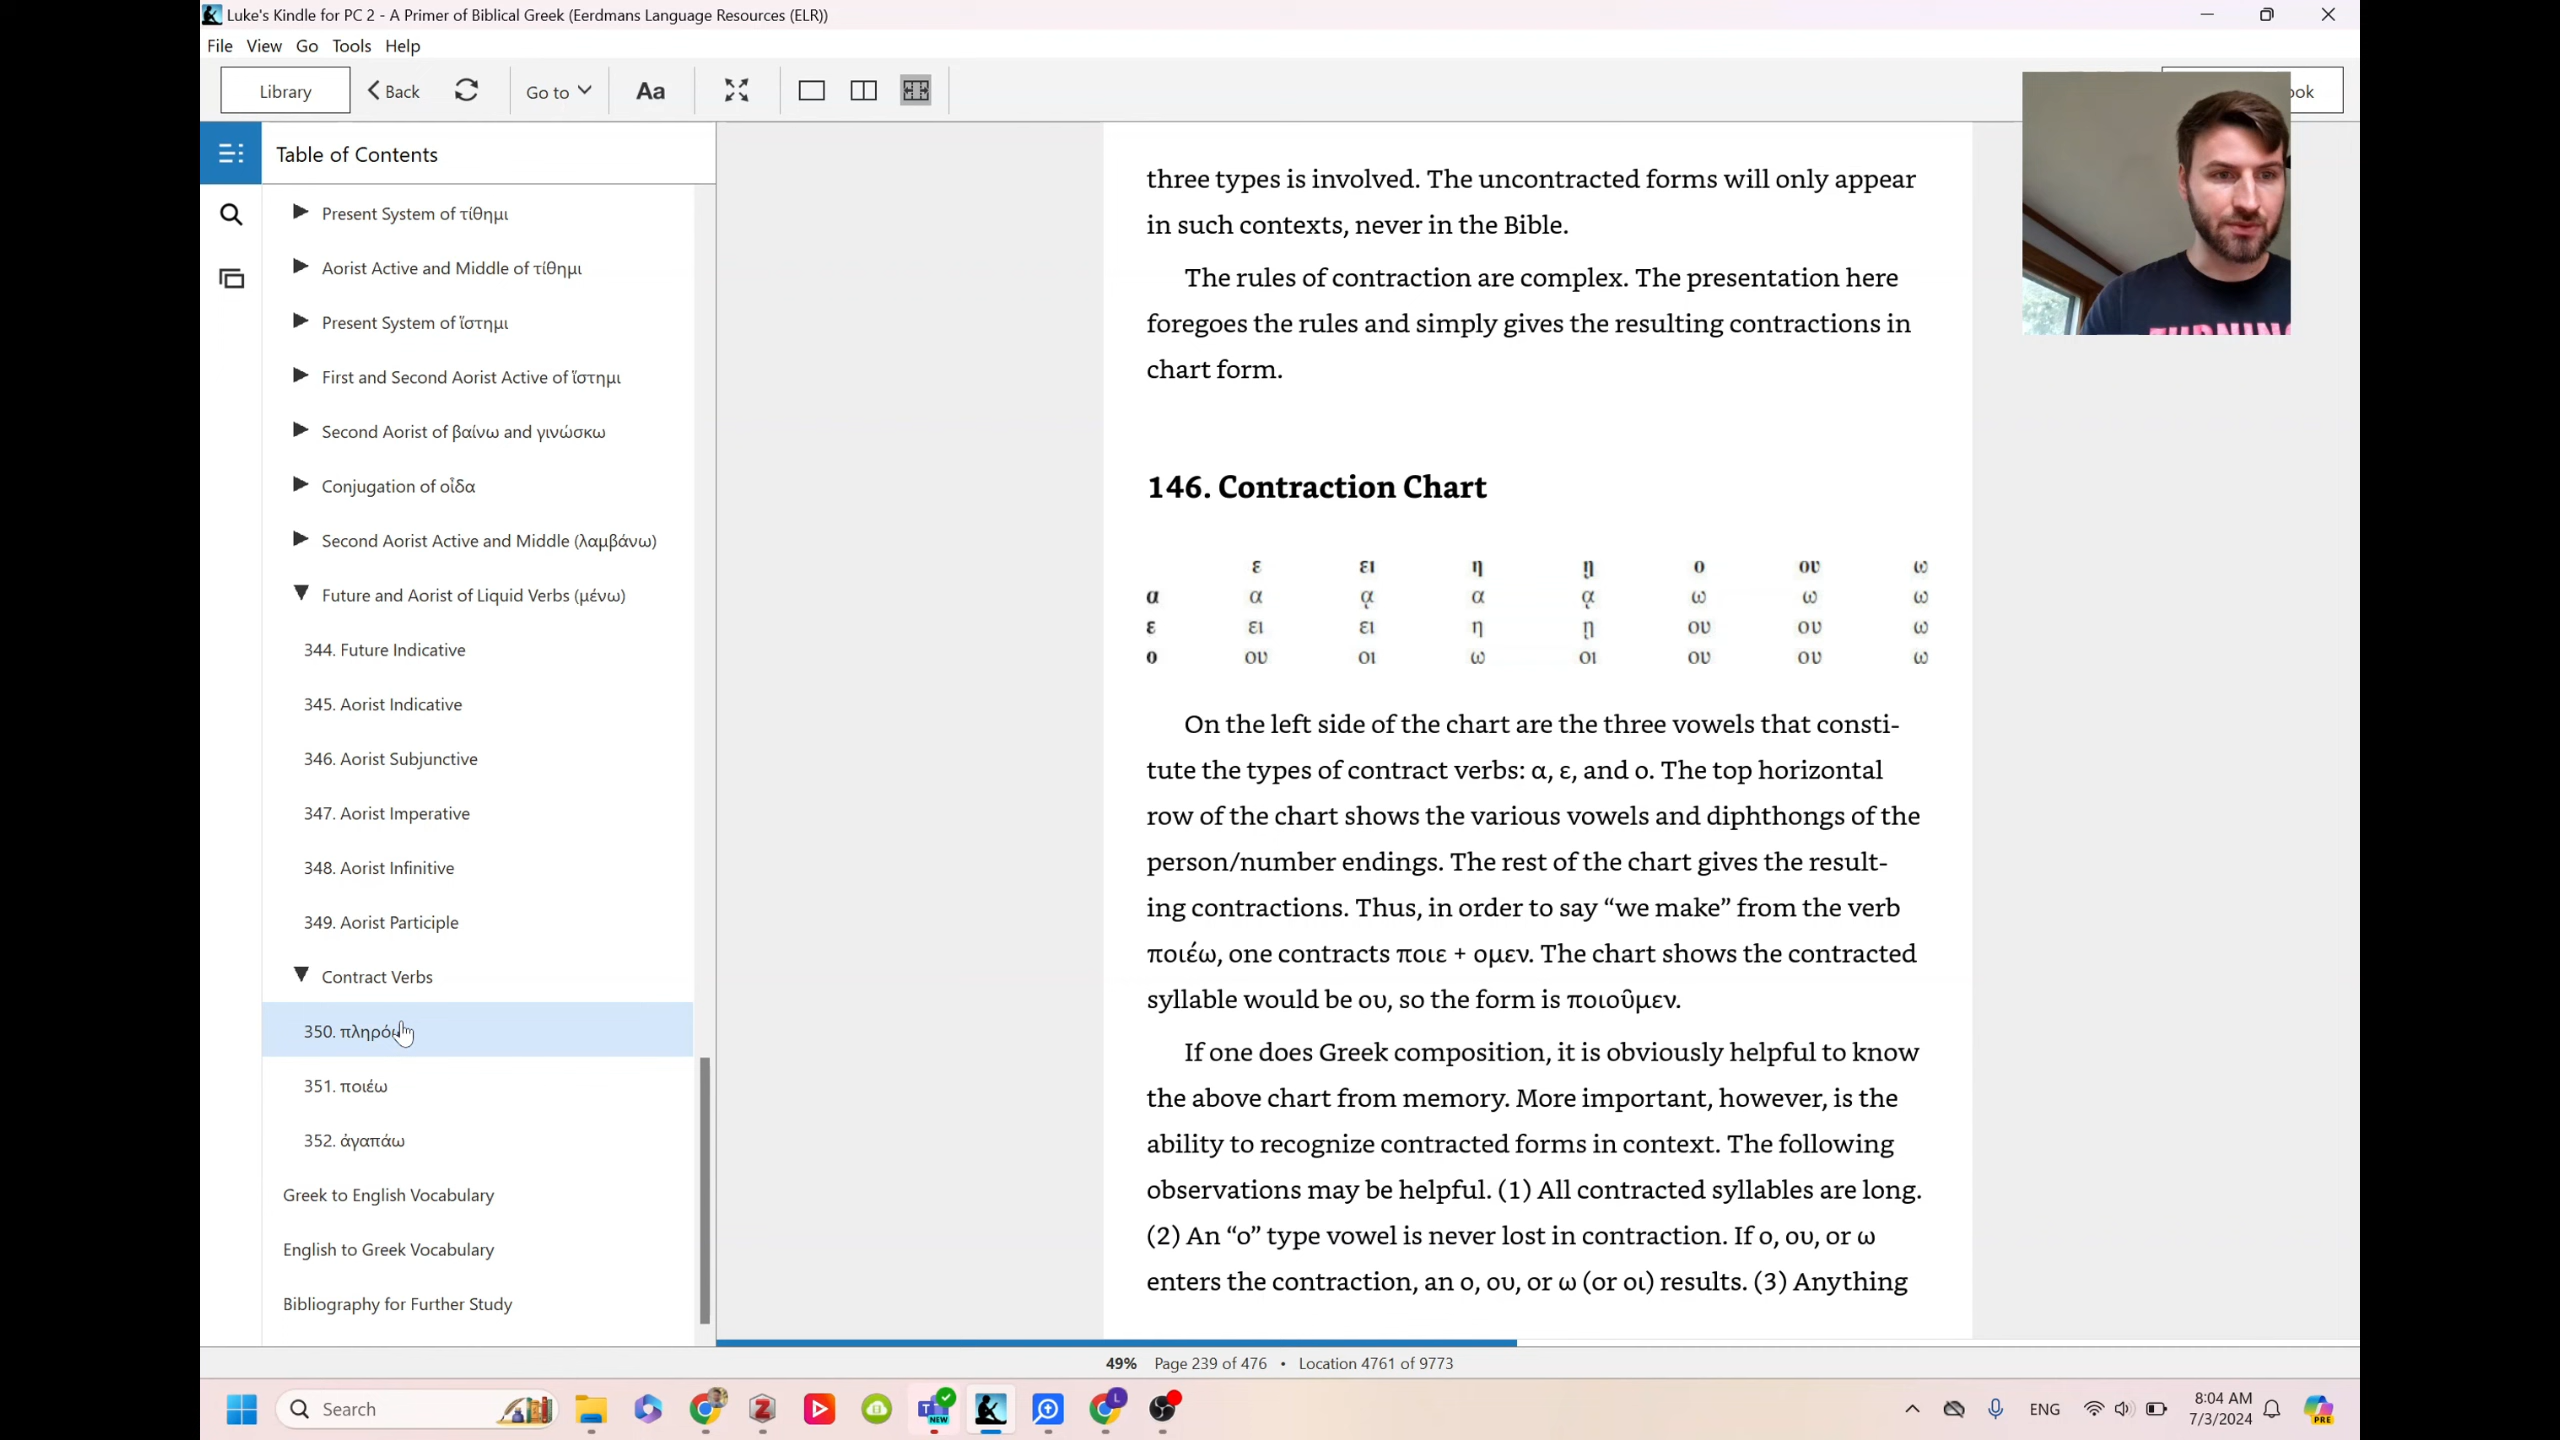 Luke's Kindle for PC 2 - A Primer of Biblical Greek (Eerdmans Language Resources (ELR))
File View Go Tools Help
Library Back Go to Aa
Table of Contents
Present System of τίθημι
Aorist Active and Middle of τίθημι
Present System of ἵστημι
First and Second Aorist Active of ἵστημι
Second Aorist of βαίνω and γινώσκω
Conjugation of οἶδα
Second Aorist Active and Middle (λαμβάνω)
Future and Aorist of Liquid Verbs (μένω)
344. Future Indicative
345. Aorist Indicative
346. Aorist Subjunctive
347. Aorist Imperative
348. Aorist Infinitive
349. Aorist Participle
Contract Verbs
350.
351. ποιέω
352. ἀγαπάω
Greek to English Vocabulary
English to Greek Vocabulary
Bibliography for Further Study
three types is involved. The uncontracted forms will only appear
in such contexts, never in the Bible.
The rules of contraction are complex. The presentation here
foregoes the rules and simply gives the resulting contractions in
chart form.
146. Contraction Chart
ε ει η ῃ ο ου ω
α α ᾳ α ᾳ ω ω ω
ε ει ει η ῃ ου ου ω
ο ου οι ω οι ου ου ω
On the left side of the chart are the three vowels that consti-
tute the types of contract verbs: α, ε, and ο. The top horizontal
row of the chart shows the various vowels and diphthongs of the
person/number endings. The rest of the chart gives the result-
ing contractions. Thus, in order to say “we make” from the verb
ποιέω, one contracts ποιε + ομεν. The chart shows the contracted
syllable would be ου, so the form is ποιοῦμεν.
If one does Greek composition, it is obviously helpful to know
the above chart from memory. More important, however, is the
ability to recognize contracted forms in context. The following
observations may be helpful. (1) All contracted syllables are long.
(2) An “o” type vowel is never lost in contraction. If ο, ου, or ω
enters the contraction, an ο, ου, or ω (or οι) results. (3) Anything
49% Page 239 of 476 • Location 4761 of 9773
Search
NEW
ENG
8:04 AM
7/3/2024
PRE